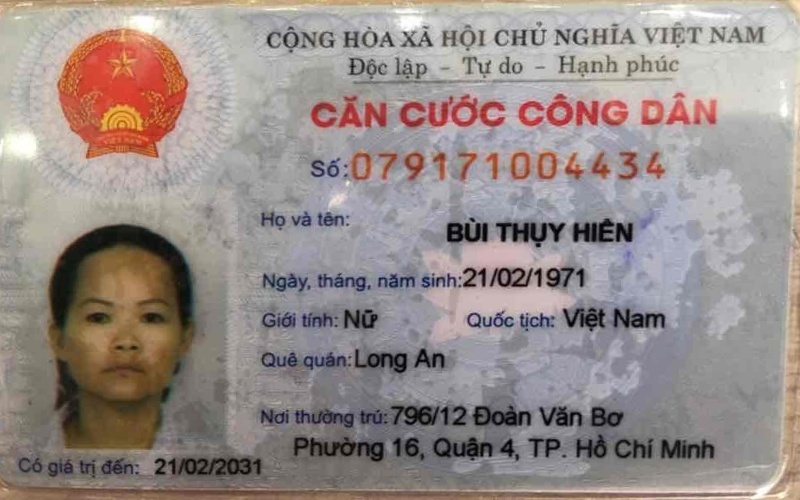 CỘNG HÒA XÃ HỘI CHỦ NGHĨA VIỆT NAM
Độc lập - Tự do - Hạnh phúc
CĂN CƯỚC CÔNG DÂN
Số: 079171004434
Họ và tên: BÙI THỤY HIỀN
Ngày, tháng, năm sinh: 21/02/1971
Giới tính: Nữ Quốc tịch: Việt Nam
Quê quán: Long An
Nơi thường trú: 796/12 Đoàn Văn Bơ
Phường 16, Quận 4, TP. Hồ Chí Minh
Có giá trị đến: 21/02/2031
VIỆT NAM